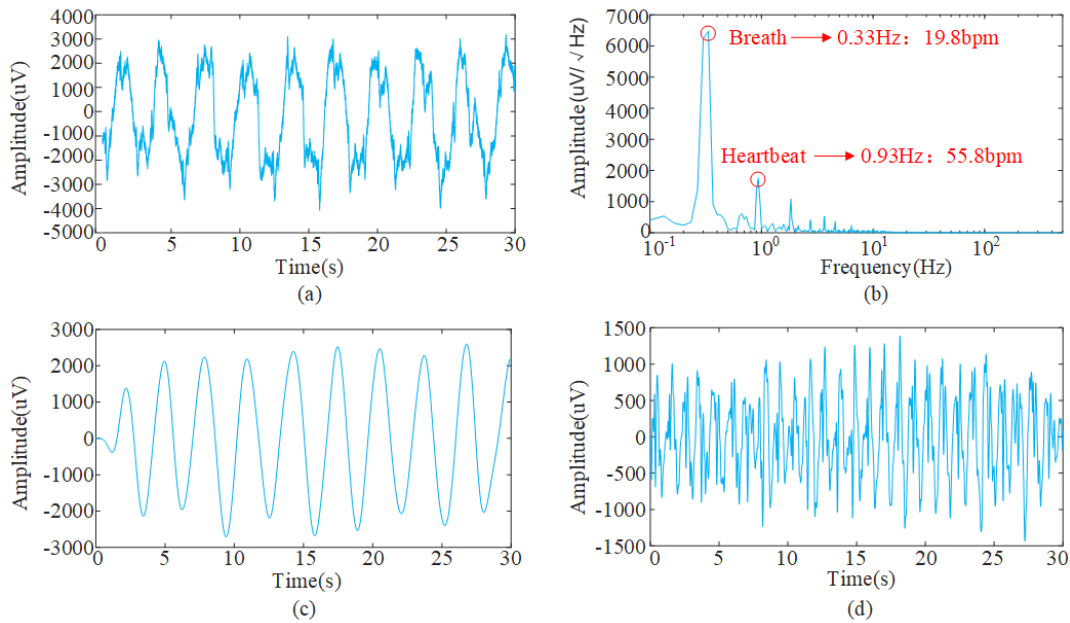 (a)
4000
3000
2000
1000
0
-1000
-2000
-3000
-4000
-5000
Amplitude(uV)
0 5 10 15 20 25 30
Time(s)
(b)
7000
6000
5000
4000
3000
2000
1000
0
Amplitude(uV/√Hz)
Breath → 0.33Hz: 19.8bpm
Heartbeat → 0.93Hz: 55.8bpm
10⁻¹ 10⁰ 10¹ 10²
Frequency(Hz)
3000
2000
1000
0
-1000
-2000
-3000
Amplitude(uV)
0 5 10 15 20 25 30
Time(s)
(c)
1500
1000
500
0
-500
-1000
-1500
Amplitude(uV)
0 5 10 15 20 25 30
Time(s)
(d)